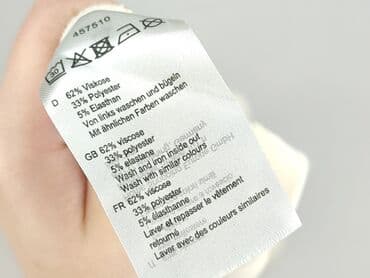 457510
30
D 62% Viskose
33% Polyester
5% Elasthan
Von links waschen und bügeln
Mit ähnlichen Farben waschen
GB 62% viscose
33% polyester
5% elastane
Wash and iron inside out
Wash with similar colours
FR 62% viscose
33% polyester
5% élasthanne
Laver et repasser le vêtement
retourné
Laver avec des couleurs similaires